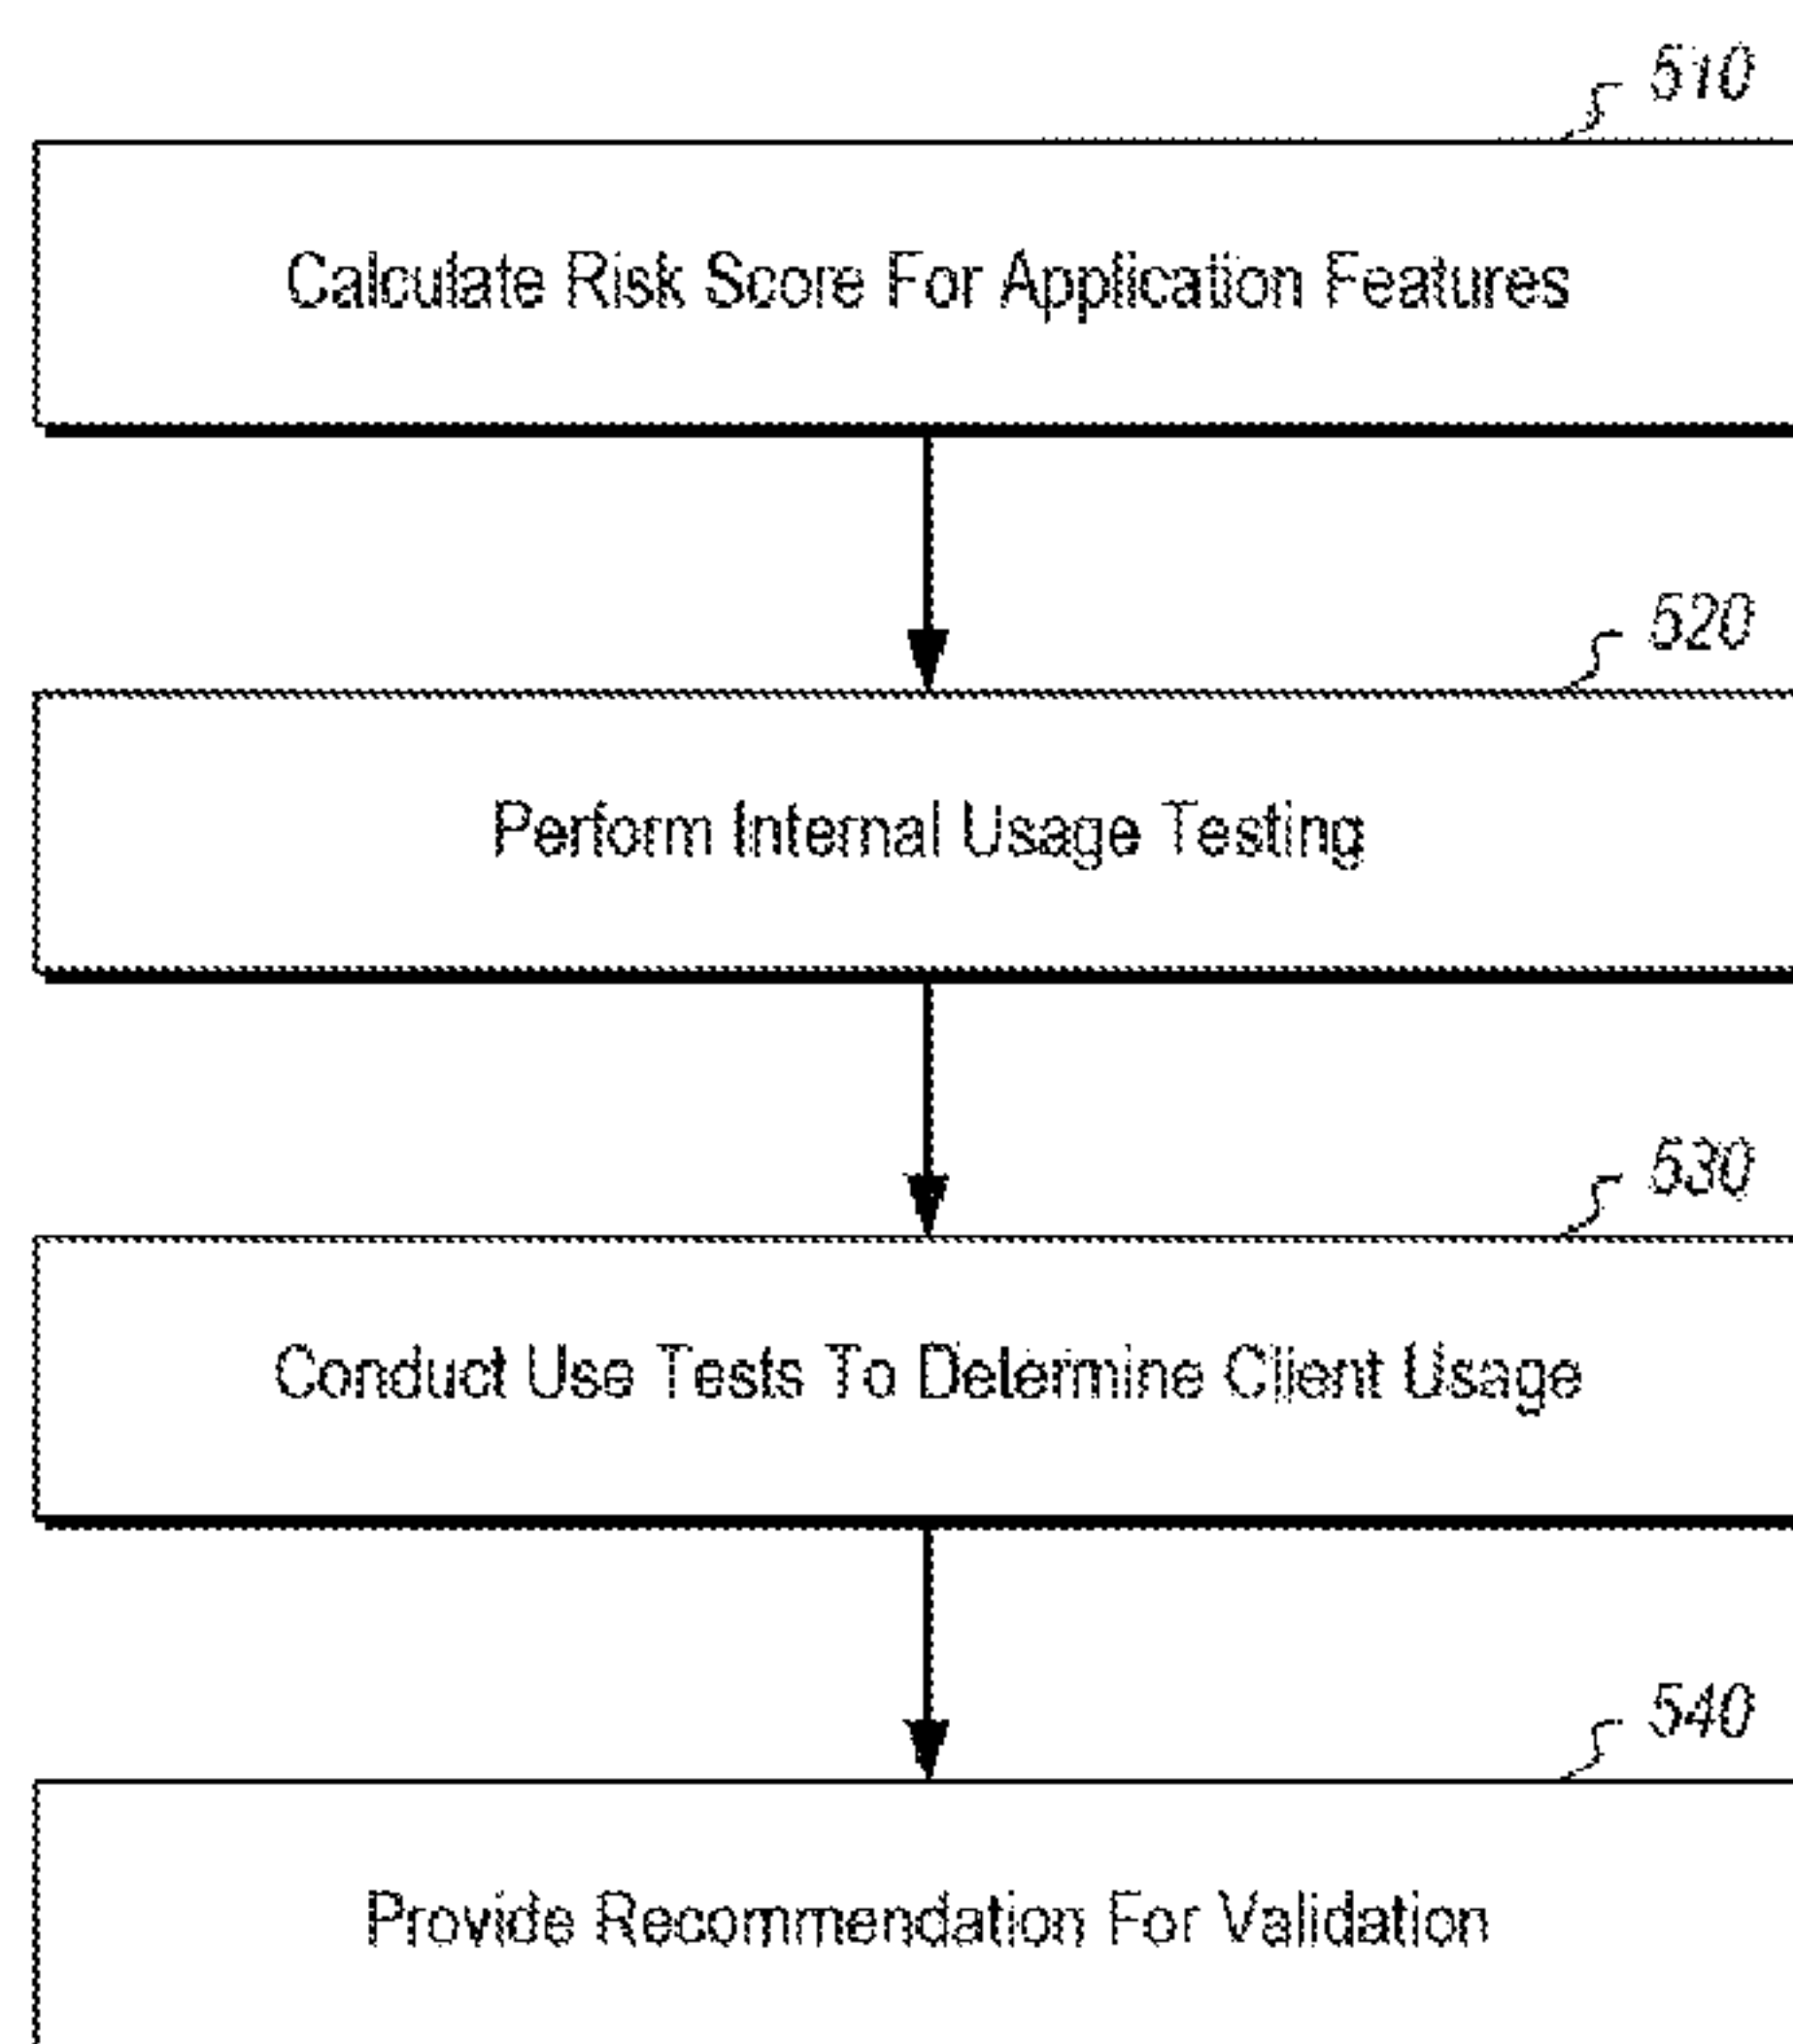 510
Calculate Risk Score For Application Features
520
Perform Internal Usage Testing
530
Conduct Use Tests To Determine Client Usage
540
Provide Recommendation For Validation